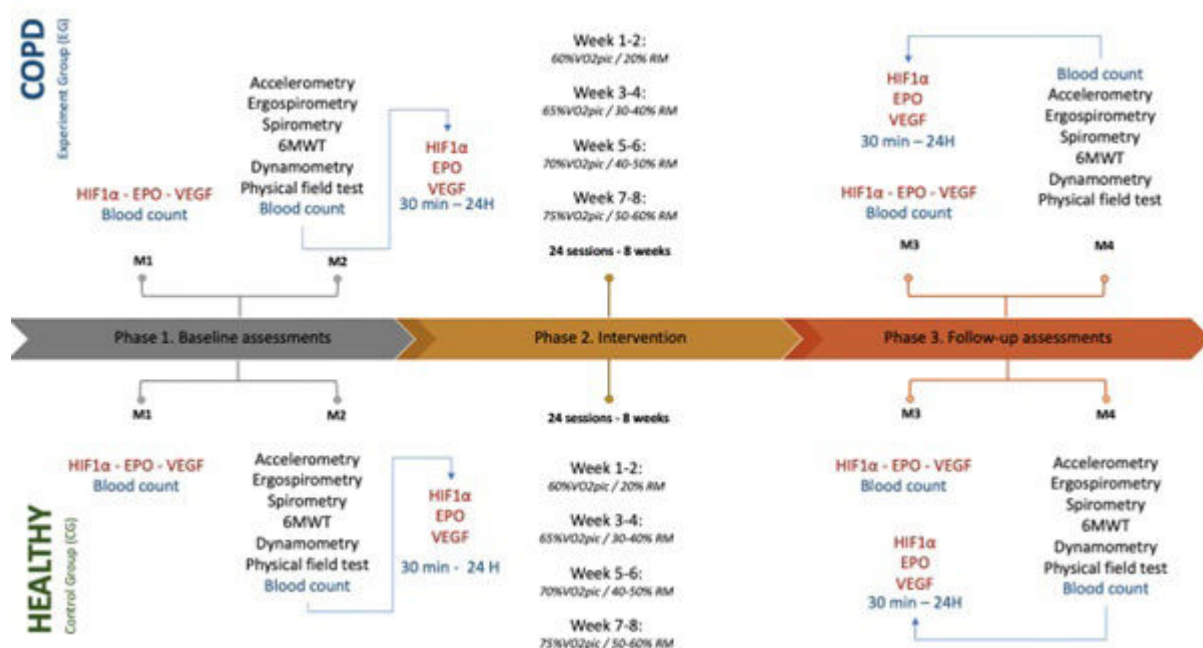 COPD
Experiment Group (EG)
HIF1α - EPO - VEGF
Blood count
M1
Accelerometry
Ergospirometry
Spirometry
6MWT
Dynamometry
Physical field test
Blood count
M2
HIF1α
EPO
VEGF
30 min – 24H
Week 1-2:
60%VO2pic / 20% RM
Week 3-4:
65%VO2pic / 30-40% RM
Week 5-6:
70%VO2pic / 40-50% RM
Week 7-8:
75%VO2pic / 50-60% RM
24 sessions - 8 weeks
HIF1α
EPO
VEGF
30 min – 24H
HIF1α - EPO - VEGF
Blood count
M3
Blood count
Accelerometry
Ergospirometry
Spirometry
6MWT
Dynamometry
Physical field test
M4
Phase 1. Baseline assessments
Phase 2. Intervention
Phase 3. Follow-up assessments
HEALTHY
Control Group (CG)
M1
HIF1α - EPO - VEGF
Blood count
M2
Accelerometry
Ergospirometry
Spirometry
6MWT
Dynamometry
Physical field test
Blood count
HIF1α
EPO
VEGF
30 min - 24 H
24 sessions - 8 weeks
Week 1-2:
60%VO2pic / 20% RM
Week 3-4:
65%VO2pic / 30-40% RM
Week 5-6:
70%VO2pic / 40-50% RM
Week 7-8:
75%VO2pic / 50-60% RM
M3
HIF1α - EPO - VEGF
Blood count
HIF1α
EPO
VEGF
30 min – 24H
M4
Accelerometry
Ergospirometry
Spirometry
6MWT
Dynamometry
Physical field test
Blood count